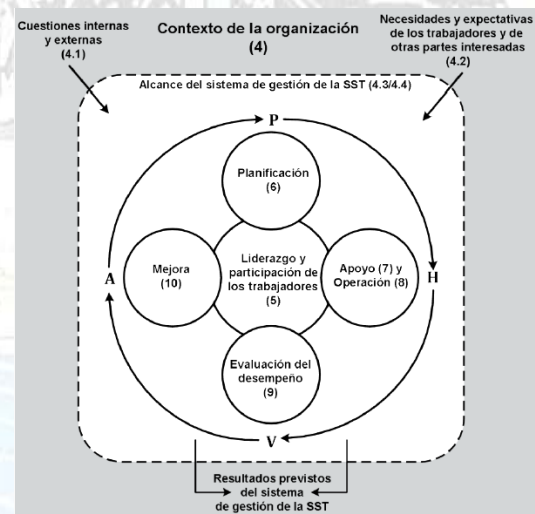 Cuestiones internas
y externas
(4.1)
Contexto de la organización
(4)
Necesidades y expectativas
de los trabajadores y de
otras partes interesadas
(4.2)
Alcance del sistema de gestión de la SST (4.3/4.4)
P
Planificación
(6)
A
Mejora
(10)
Liderazgo y
participación de
los trabajadores
(5)
Apoyo (7) y
Operación (8)
H
Evaluación del
desempeño
(9)
V
Resultados previstos
del sistema
de gestión de la SST